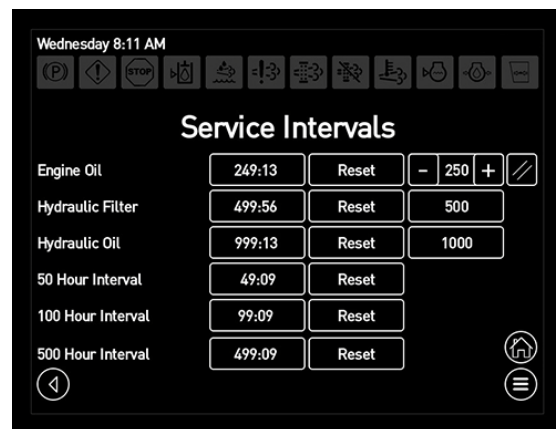 Wednesday 8:11 AM
(P) STOP
Service Intervals
Engine Oil 249:13 Reset - 250 +
Hydraulic Filter 499:56 Reset 500
Hydraulic Oil 999:13 Reset 1000
50 Hour Interval 49:09 Reset
100 Hour Interval 99:09 Reset
500 Hour Interval 499:09 Reset